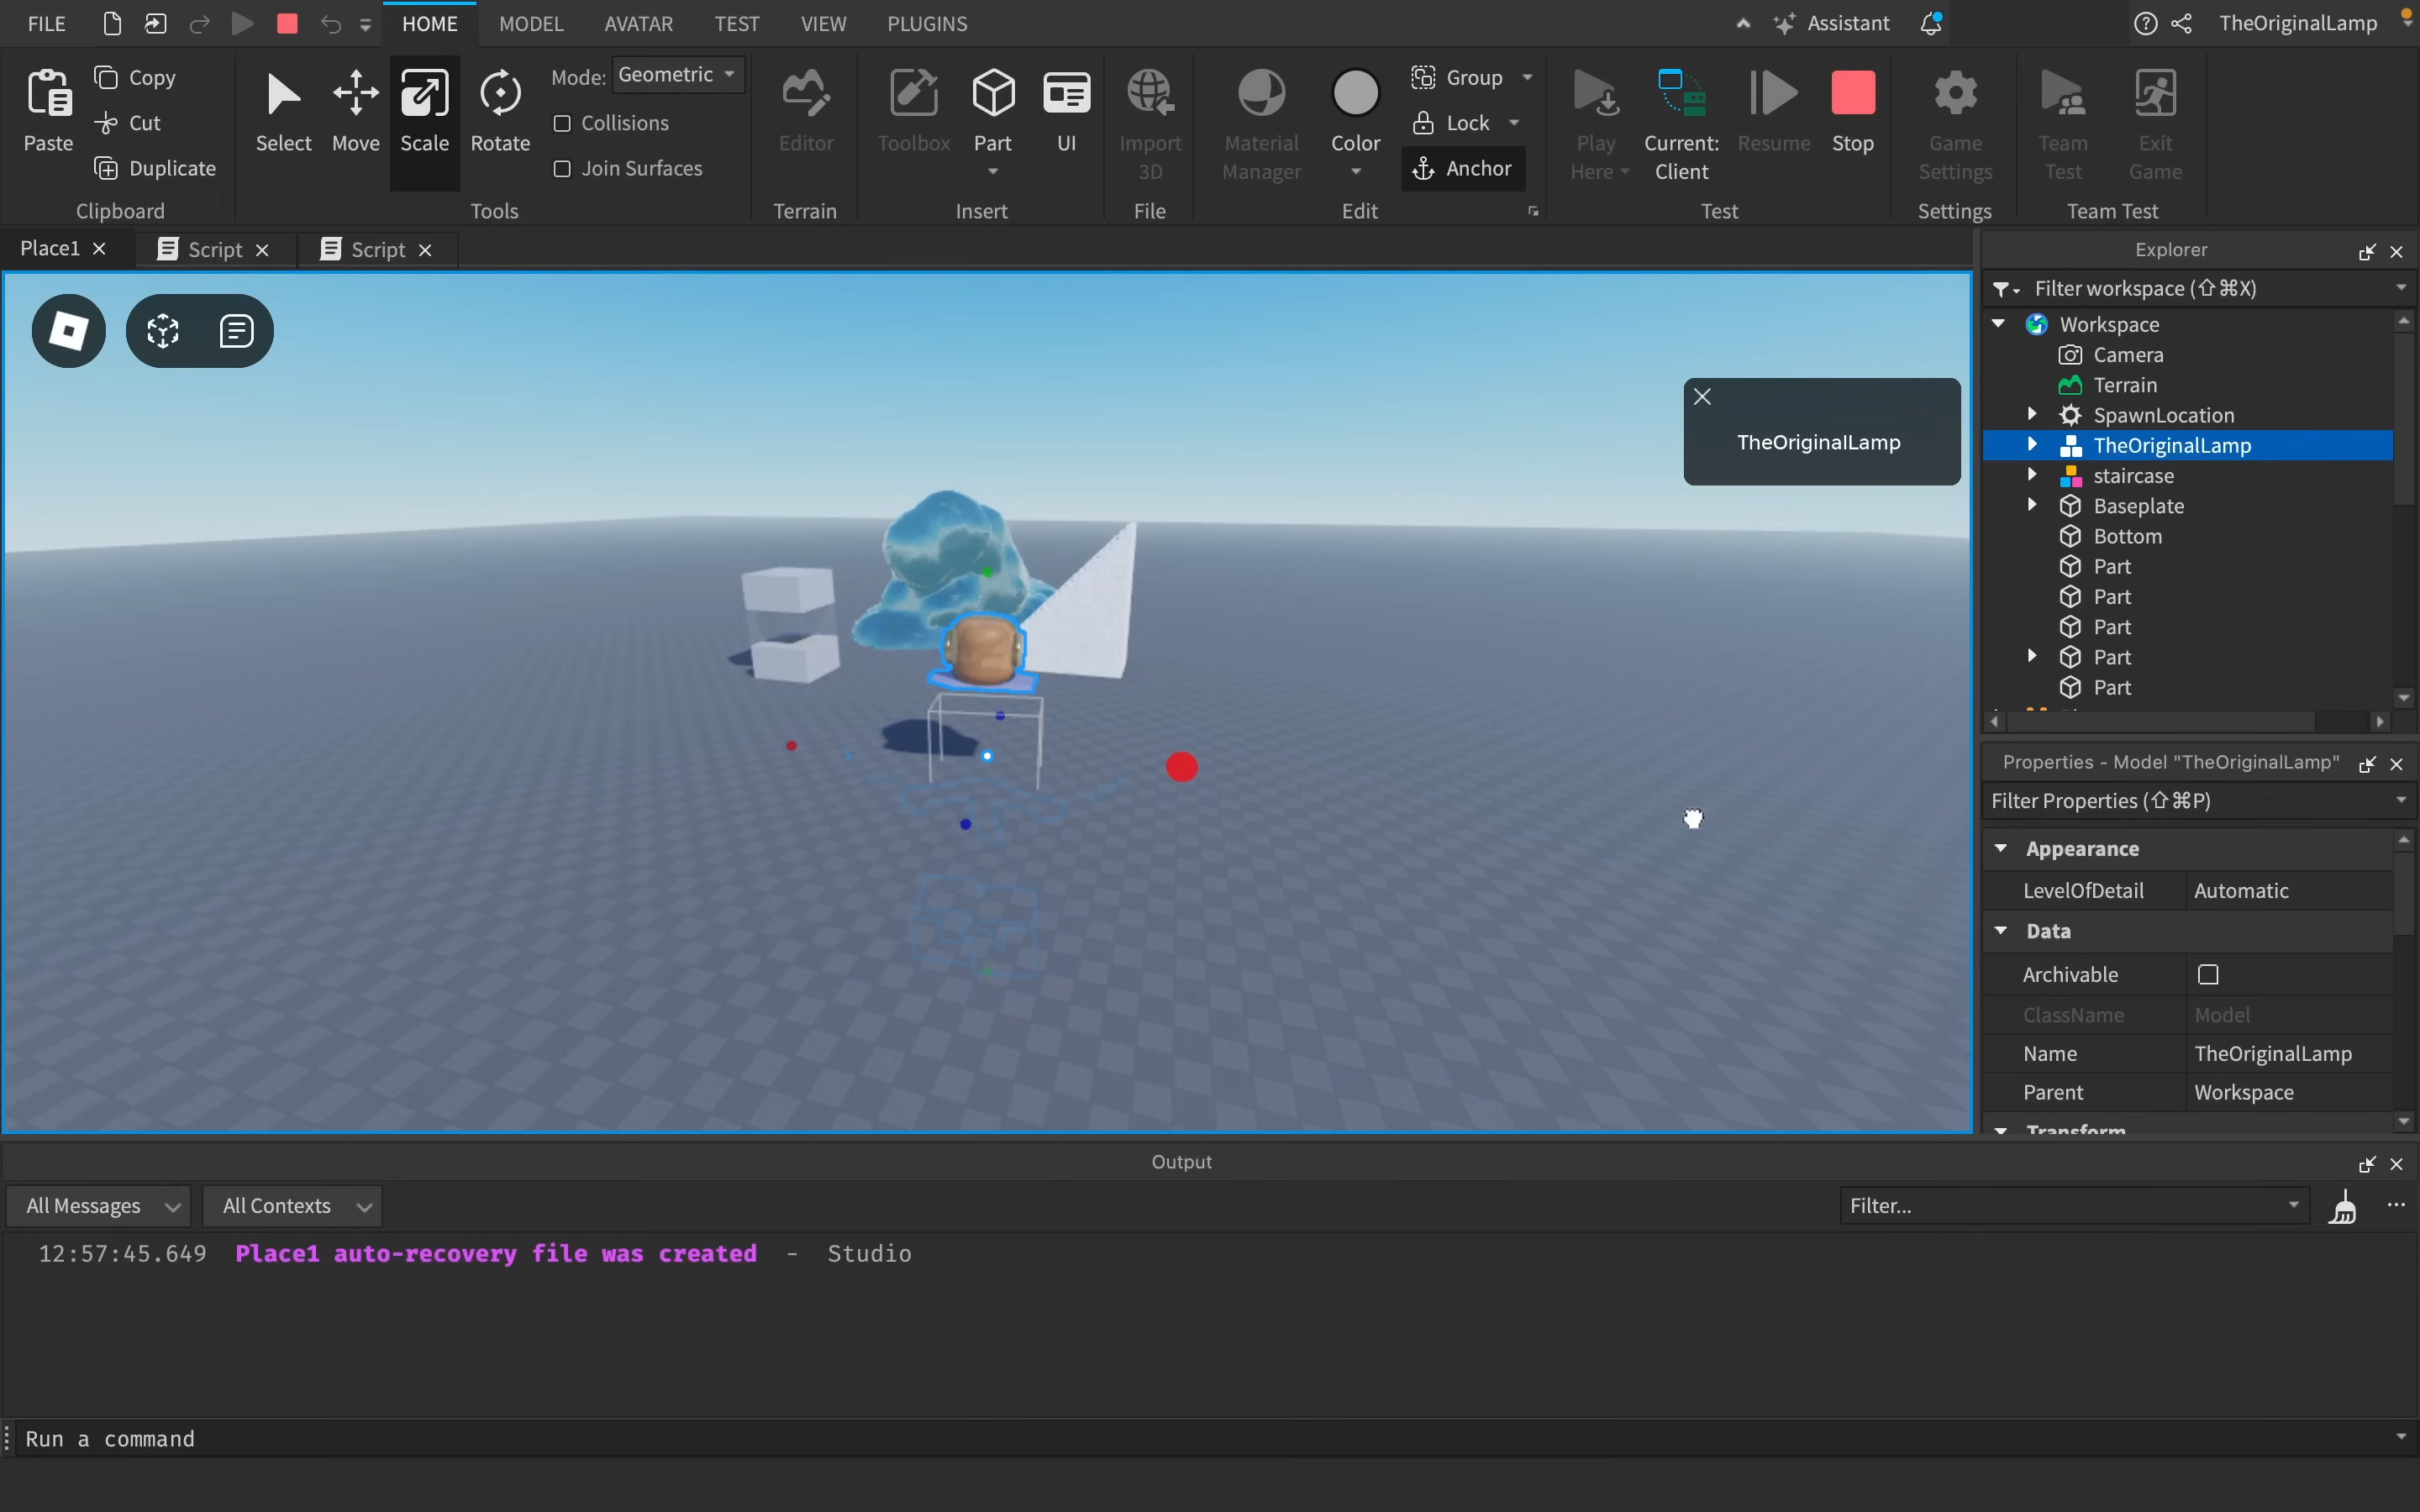 FILE HOME MODEL AVATAR TEST VIEW PLUGINS Assistant TheOriginalLamp
Paste Copy Cut Duplicate
Clipboard
Select Move Scale Rotate Mode: Geometric
Collisions
Join Surfaces
Tools
Editor
Terrain
Toolbox Part UI
Insert
Import
3D
File
Material
Manager
Color
Group
Lock
Anchor
Edit
Play
Here
Current:
Client
Resume Stop
Test
Game
Settings
Settings
Team
Test
Exit
Game
Team Test
Place1 Script Script
TheOriginalLamp
Explorer
Filter workspace (⇧⌘X)
Workspace
Camera
Terrain
SpawnLocation
TheOriginalLamp
staircase
Baseplate
Bottom
Part
Part
Part
Part
Part
Properties - Model "TheOriginalLamp"
Filter Properties (⇧⌘P)
Appearance
LevelOfDetail Automatic
Data
Archivable
ClassName Model
Name TheOriginalLamp
Parent Workspace
Transform
Output
All Messages All Contexts Filter...
12:57:45.649 Place1 auto-recovery file was created - Studio
Run a command